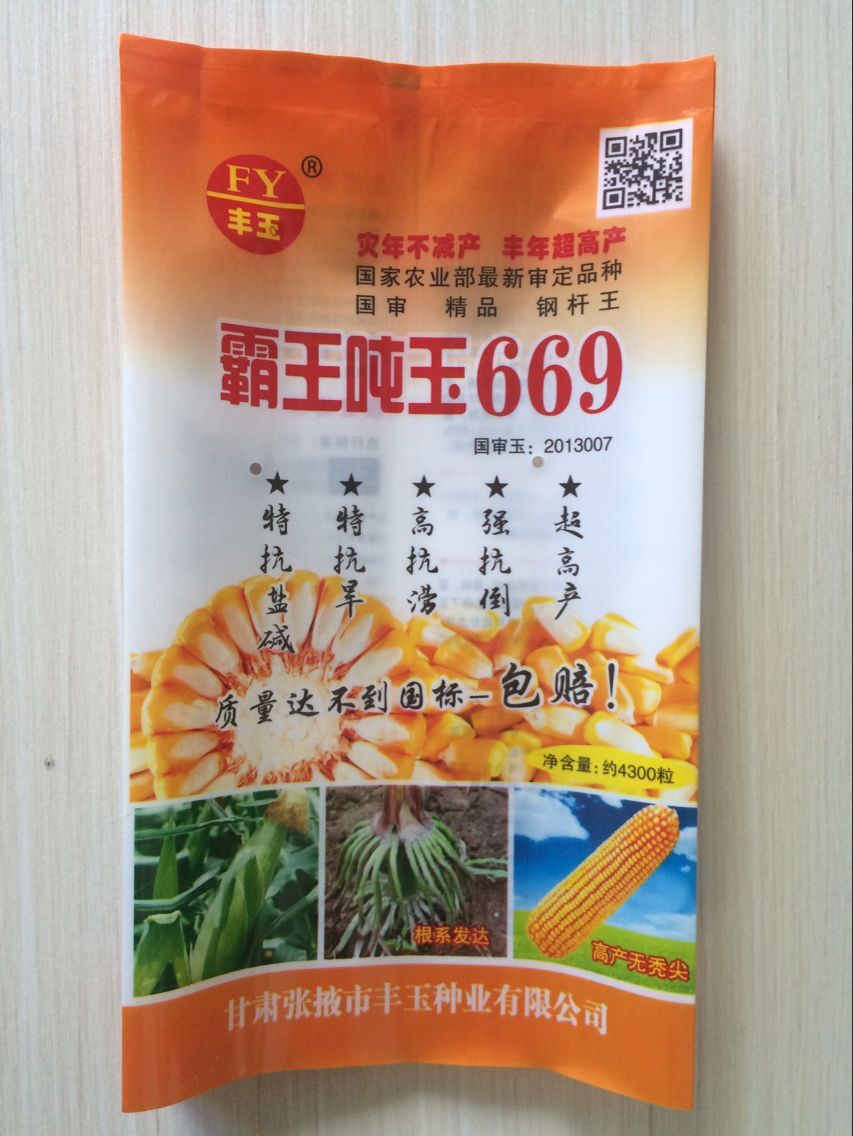 FY
丰玉
®
灾年不减产 丰年超高产
国家农业部最新审定品种
国审 精品 钢杆王
霸王吨玉669
国审玉：2013007
★特抗盐碱
★特抗旱
★高抗涝
★强抗倒
★超高产
质量达不到国标—包赔！
净含量：约4300粒
根系发达
高产无秃尖
甘肃张掖市丰玉种业有限公司